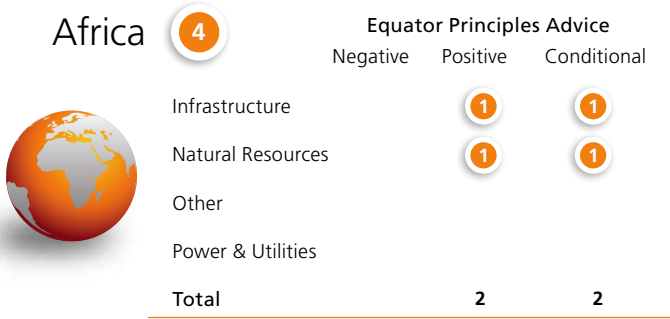 Africa 4
Equator Principles Advice
Negative Positive Conditional
Infrastructure 1 1
Natural Resources 1 1
Other
Power & Utilities
Total 2 2